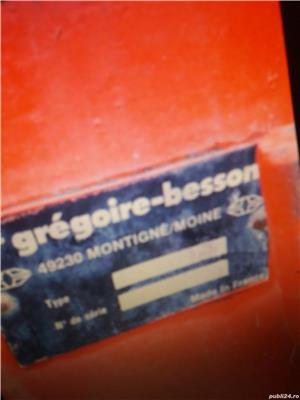 grégoire-besson
49230 MONTIGNÉ/MOINE
Type
N° de série
Made in France
publi24.ro